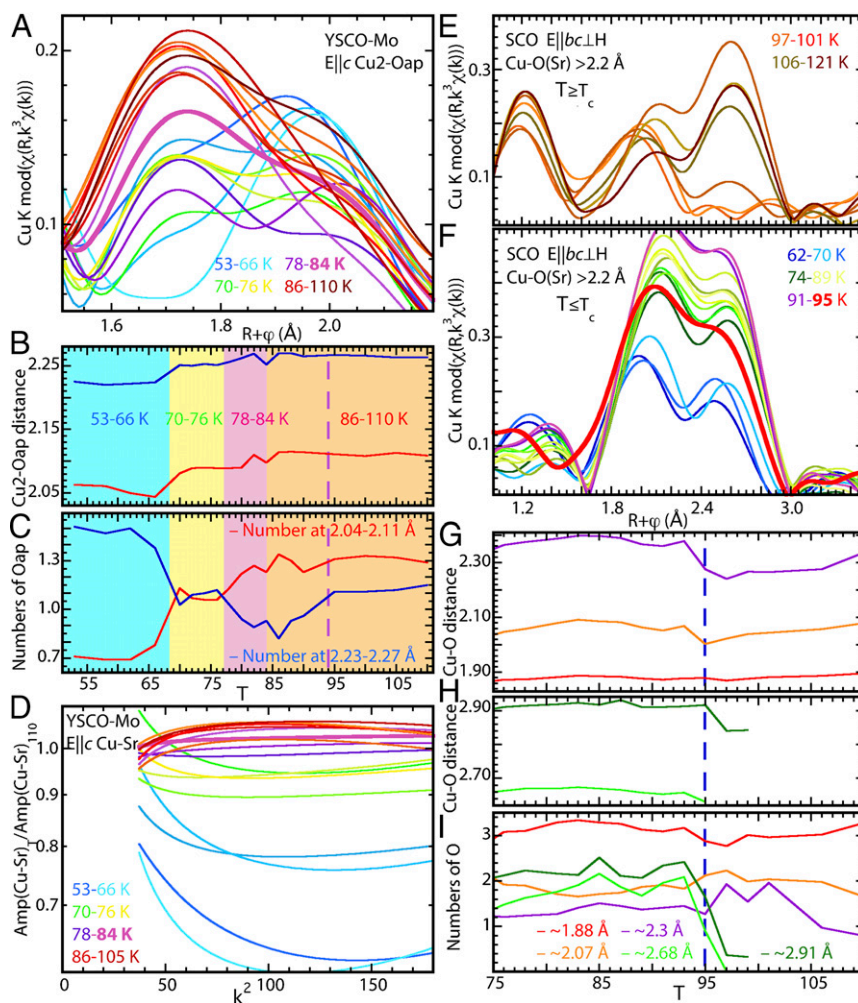 A
YSCO-Mo
E||c Cu2-Oap
Cu K mod(χ(R,k³χ(k)))
0.2
0.1
53-66 K
78-84 K
70-76 K
86-110 K
1.6
1.8
2.0
R+φ (Å)
B
Cu2-Oap distance
2.25
2.15
2.05
53-66 K
70-76 K
78-84 K
86-110 K
C
Numbers of Oap
1.3
1.0
0.7
– Number at 2.04-2.11 Å
– Number at 2.23-2.27 Å
55
65
75
85
95
105
T
D
YSCO-Mo
E||c Cu-Sr
Amp(Cu-Sr)T/Amp(Cu-Sr)110
1.0
0.9
0.8
0.7
53-66 K
70-76 K
78-84 K
86-105 K
0
50
100
150
k²
E
SCO E||bc⊥H
Cu-O(Sr) >2.2 Å
T≥Tc
97-101 K
106-121 K
Cu K mod(χ(R,k³χ(k)))
0.3
0.1
F
SCO E||bc⊥H
Cu-O(Sr) >2.2 Å
T≤Tc
62-70 K
74-89 K
91-95 K
Cu K mod(χ(R,k³χ(k)))
0.3
0.1
1.2
1.8
2.4
3.0
R+φ (Å)
G
Cu-O distance
2.30
2.10
1.90
H
Cu-O distance
2.90
2.70
I
Numbers of O
3
2
1
– ~1.88 Å
– ~2.3 Å
– ~2.07 Å
– ~2.68 Å
– ~2.91 Å
75
85
95
105
115
T